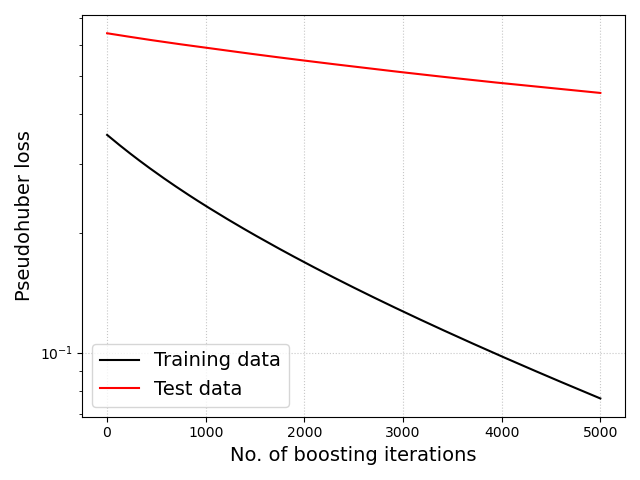 Pseudohuber loss
10⁻¹
Training data
Test data
0 1000 2000 3000 4000 5000
No. of boosting iterations